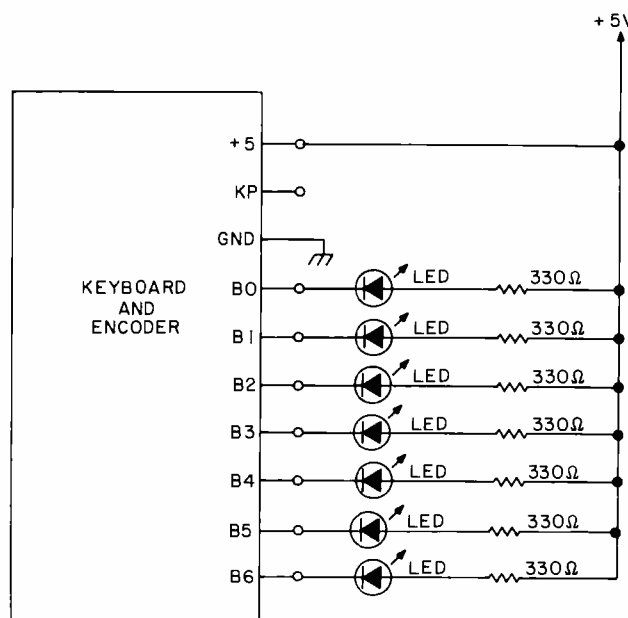 +5V
+5
KP
GND
KEYBOARD
AND
ENCODER
B0 LED 330Ω
B1 LED 330Ω
B2 LED 330Ω
B3 LED 330Ω
B4 LED 330Ω
B5 LED 330Ω
B6 LED 330Ω